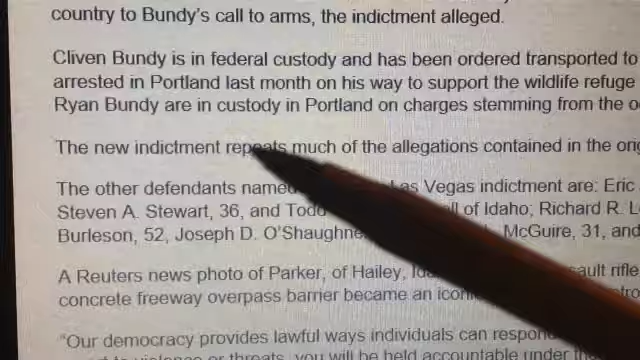 country to Bundy's call to arms, the indictment alleged.
Cliven Bundy is in federal custody and has been ordered transported to
arrested in Portland last month on his way to support the wildlife refuge
Ryan Bundy are in custody in Portland on charges stemming from the
The new indictment repeats much of the allegations contained in the
The other defendants named Las Vegas indictment are: Eric
Steven A. Stewart, 36, and Todd of Idaho; Richard R.
Burleson, 52, Joseph D. McGuire, 31, and
A Reuters news photo of Parker, of Hailey, rifle
concrete freeway overpass barrier became an
"Our democracy provides lawful ways individuals can
to violence or threats, you will be held accountable under